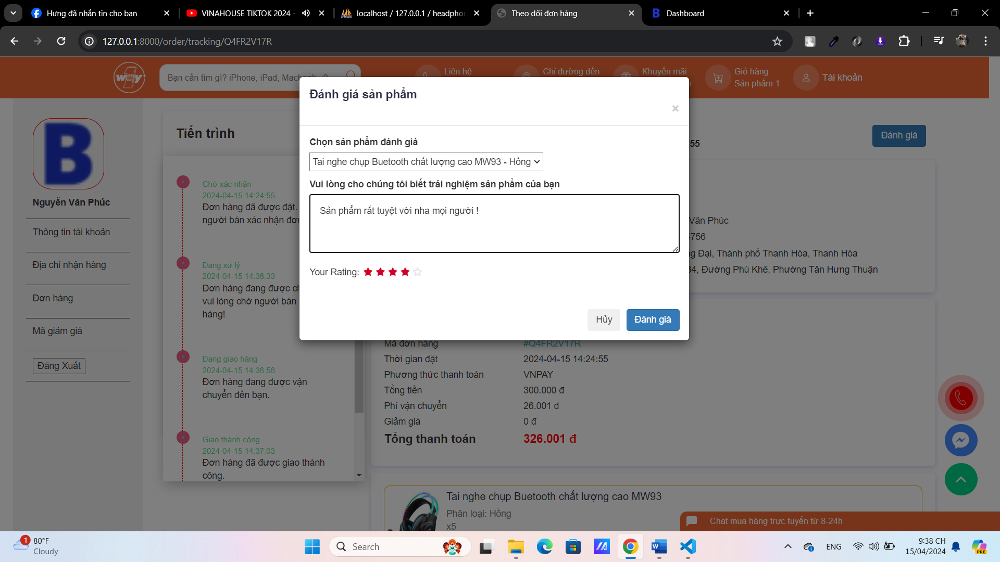 Hưng đã nhắn tin cho bạn
VINAHOUSE TIKTOK 2024 -
localhost / 127.0.0.1 / headpho
Theo dõi đơn hàng
Dashboard
127.0.0.1:8000/order/tracking/Q4FR2V17R
way
Bạn cần tìm gì? iPhone, iPad, Macbook, ..?
Liên hệ
Chỉ đường đến
Khuyến mãi
Giỏ hàng
Sản phẩm 1
Tài khoản
Đánh giá sản phẩm
×
Chọn sản phẩm đánh giá
Tai nghe chụp Buetooth chất lượng cao MW93 - Hồng
Vui lòng cho chúng tôi biết trải nghiệm sản phẩm của bạn
Sản phẩm rất tuyệt vời nha mọi người !
Your Rating:
Hủy
Đánh giá
B
Nguyễn Văn Phúc
Thông tin tài khoản
Địa chỉ nhận hàng
Đơn hàng
Mã giảm giá
Đăng Xuất
Tiến trình
Chờ xác nhận
2024-04-15 14:24:55
Đơn hàng đã được đặt.
người bán xác nhận đơn
Đang xử lý
2024-04-15 14:36:33
Đơn hàng đang được ch
vui lòng chờ người bán
hàng!
Đang giao hàng
2024-04-15 14:36:56
Đơn hàng đang được vận
chuyển đến bạn.
Giao thành công
2024-04-15 14:37:03
Đơn hàng đã được giao thành
công.
55
Đánh giá
Văn Phúc
-756
g Đại, Thành phố Thanh Hóa, Thanh Hóa
34, Đường Phú Khê, Phường Tân Hưng Thuận
Mã đơn hàng
#Q4FR2V17R
Thời gian đặt
2024-04-15 14:24:55
Phương thức thanh toán
VNPAY
Tổng tiền
300.000 đ
Phí vận chuyển
26.001 đ
Giảm giá
0 đ
Tổng thanh toán
326.001 đ
Tai nghe chụp Buetooth chất lượng cao MW93
Phân loại: Hồng
x5
Chat mua hàng trực tuyến từ 8-24h
1
80°F
Cloudy
Search
ENG
9:38 CH
15/04/2024
PRE